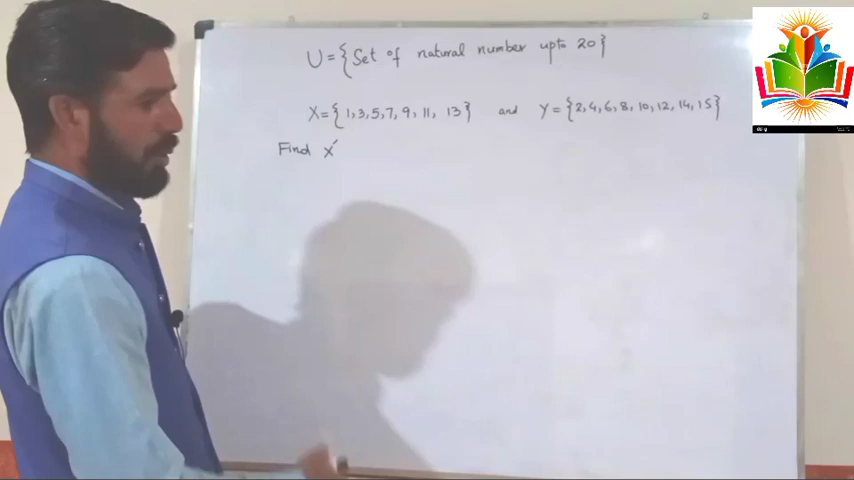 U = {Set of natural number upto 20}
X = {1, 3, 5, 7, 9, 11, 13} and Y = {2, 4, 6, 8, 10, 12, 14, 15}
Find X′